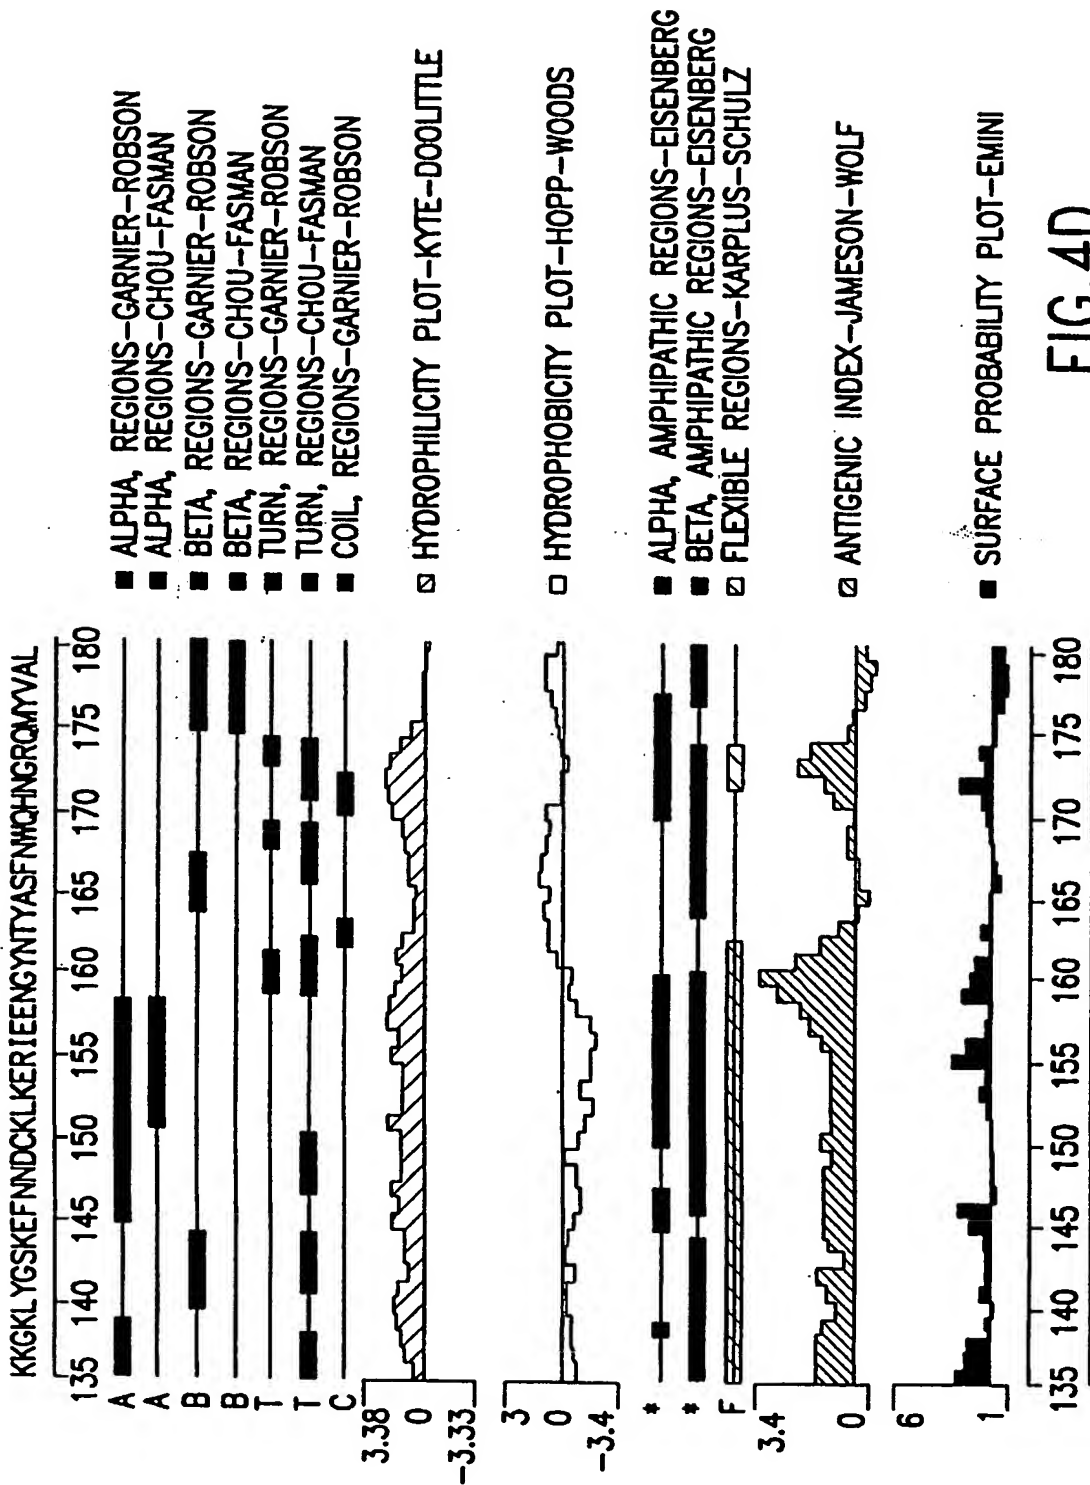 KKGKLYGSKEFNNDCKLKERIEENGYNTYASFNWQHNGRQMYVAL
135 140 145 150 155 160 165 170 175 180
A ■ ALPHA, REGIONS-GARNIER-ROBSON
A ■ ALPHA, REGIONS-CHOU-FASMAN
B ■ BETA, REGIONS-GARNIER-ROBSON
B ■ BETA, REGIONS-CHOU-FASMAN
T ■ TURN, REGIONS-GARNIER-ROBSON
T ■ TURN, REGIONS-CHOU-FASMAN
C ■ COIL, REGIONS-GARNIER-ROBSON
3.38
0
-3.33
HYDROPHILICITY PLOT-KYTE-DOOLITTLE
3
0
-3.4
HYDROPHOBICITY PLOT-HOPP-WOODS
* ■ ALPHA, AMPHIPATHIC REGIONS-EISENBERG
* ■ BETA, AMPHIPATHIC REGIONS-EISENBERG
F FLEXIBLE REGIONS-KARPLUS-SCHULZ
3.4
0
ANTIGENIC INDEX-JAMESON-WOLF
6
1
■ SURFACE PROBABILITY PLOT-EMINI
135 140 145 150 155 160 165 170 175 180
FIG.4D